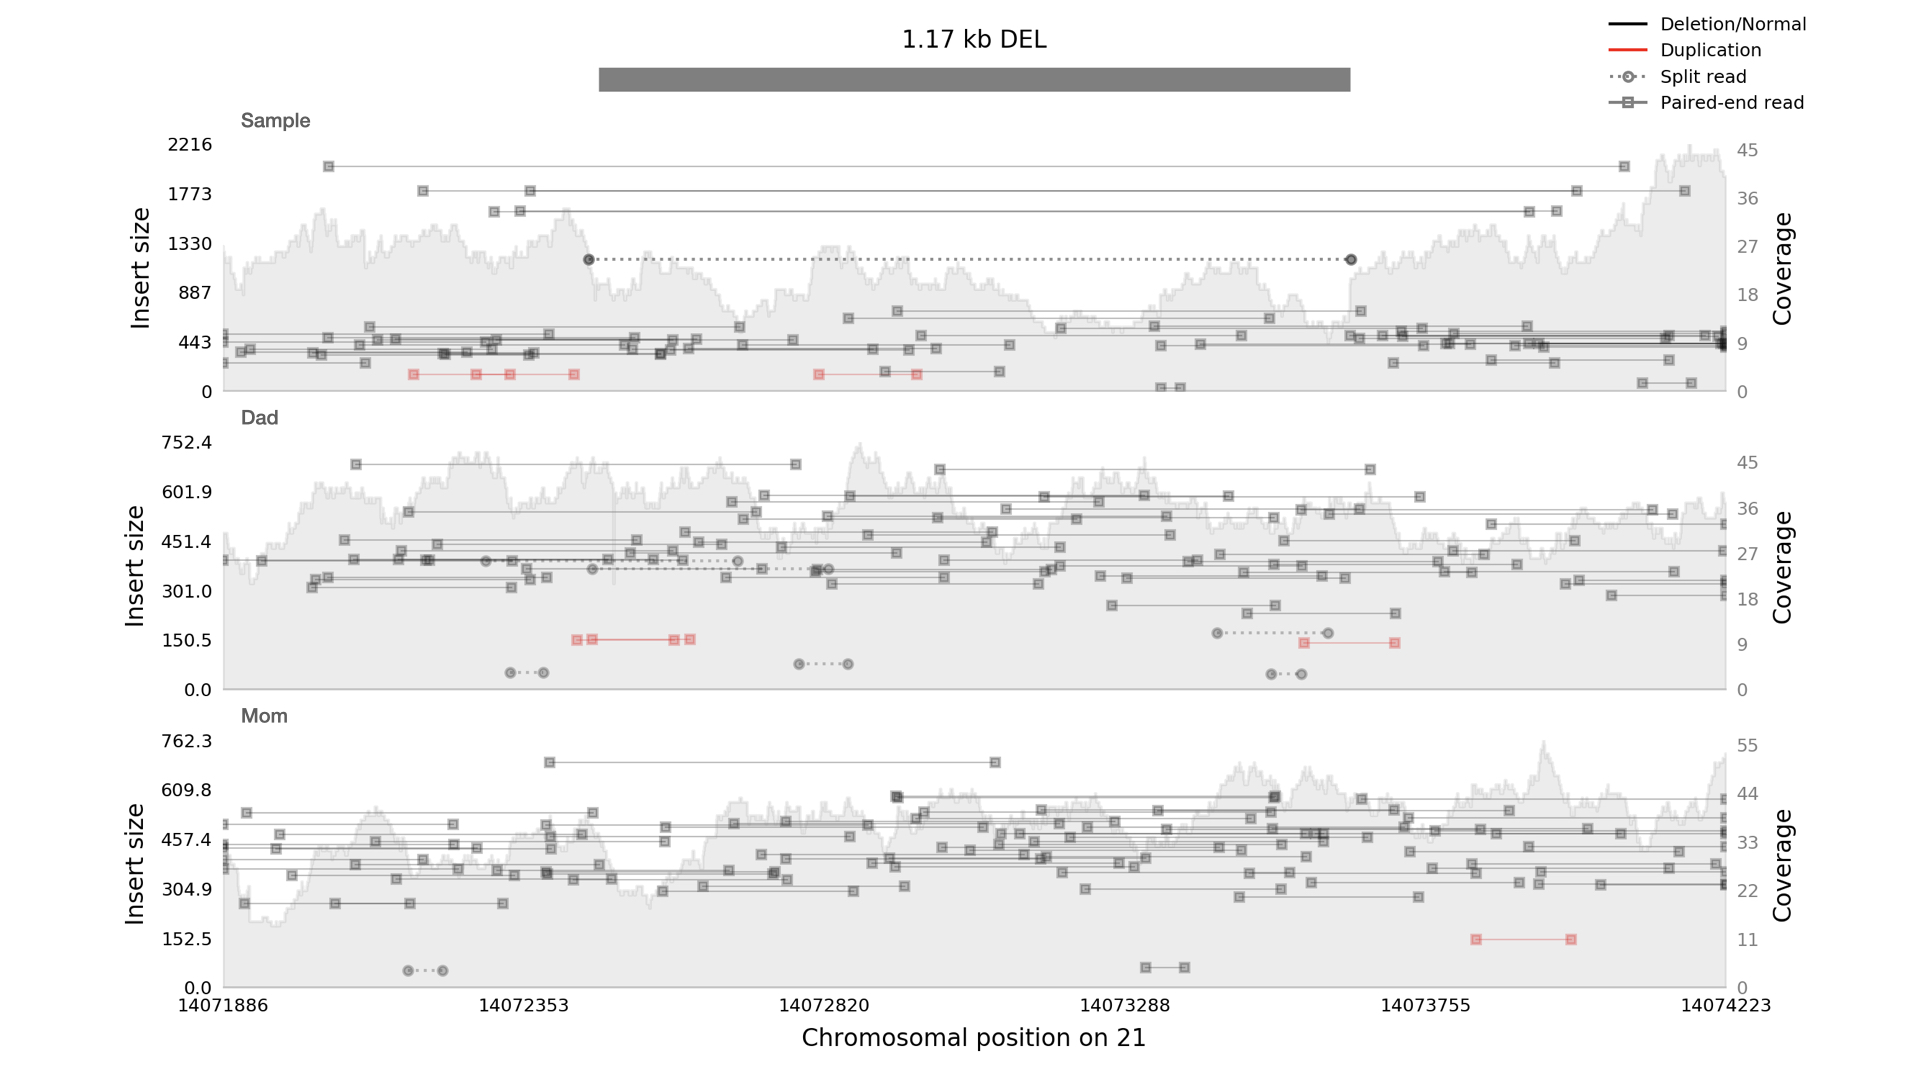 1.17 kb DEL
Deletion/Normal
Duplication
Split read
Paired-end read
Sample
2216
1773
1330
887
443
0
Insert size
45
36
27
18
9
0
Coverage
Dad
752.4
601.9
451.4
301.0
150.5
0.0
Insert size
45
36
27
18
9
0
Coverage
Mom
762.3
609.8
457.4
304.9
152.5
0.0
Insert size
55
44
33
22
11
0
Coverage
14071886 14072353 14072820 14073288 14073755 14074223
Chromosomal position on 21